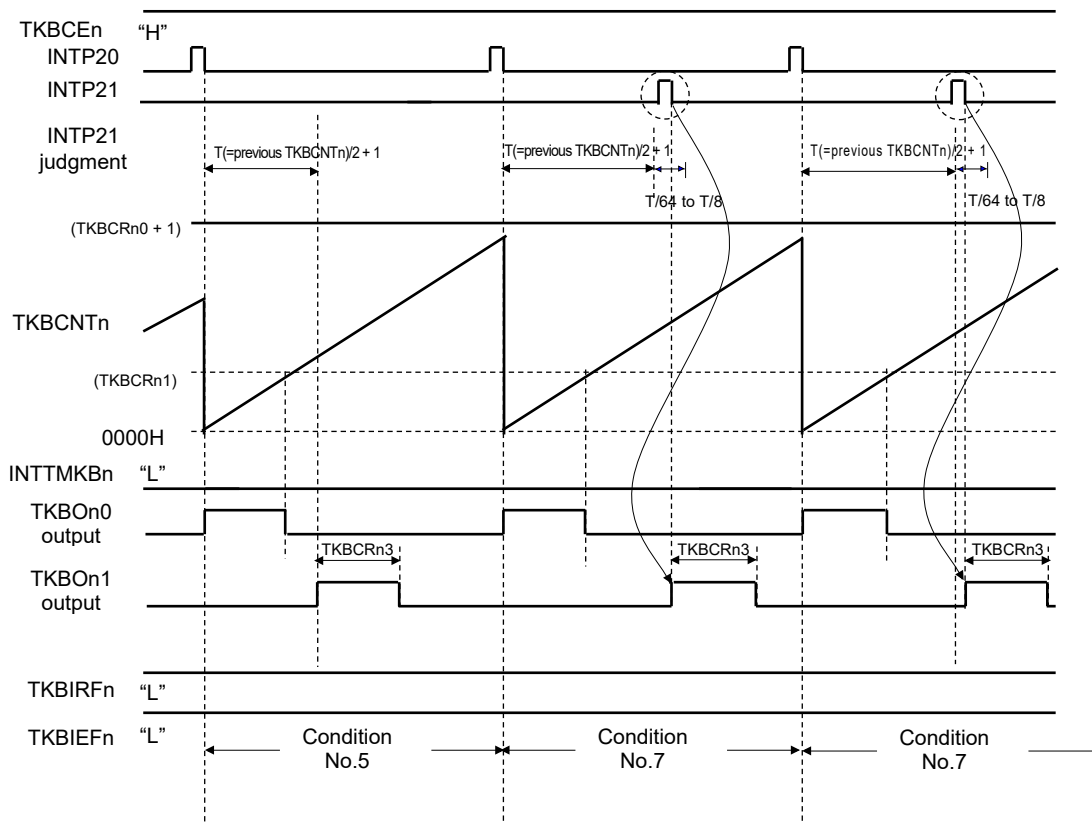 TKBCEn “H”
INTP20
INTP21
INTP21
judgment
T(=previous TKBCNTn)/2 + 1
T(=previous TKBCNTn)/2 + 1
T(=previous TKBCNTn)/2 + 1
T/64 to T/8
T/64 to T/8
(TKBCRn0 + 1)
TKBCNTn
(TKBCRn1)
0000H
INTTMKBn “L”
TKBOn0
output
TKBCRn3
TKBCRn3
TKBCRn3
TKBOn1
output
TKBIRFn “L”
TKBIEFn “L”
Condition
No.5
Condition
No.7
Condition
No.7